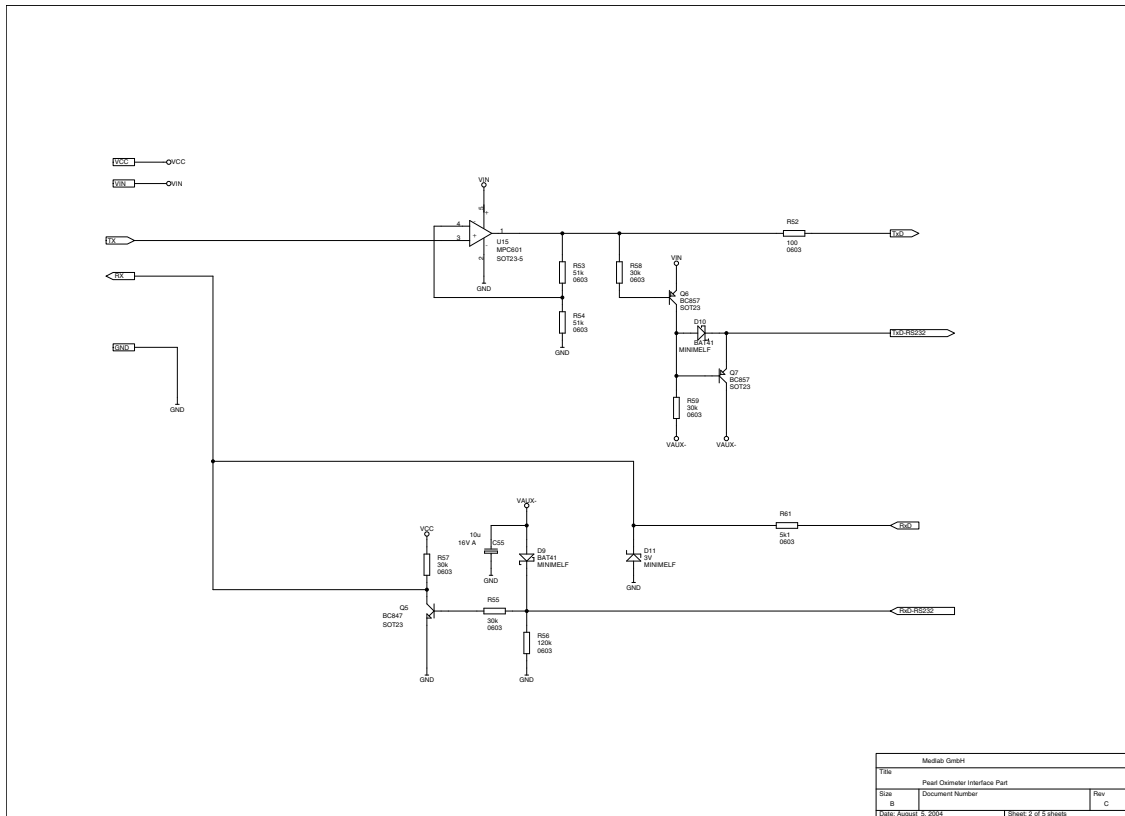 VCC
VCC
VIN
VIN
TX
RX
GND
GND
VIN
5
+
4
-
3
+
1
-
2
U15
MPC601
SOT23-5
GND
R53
51k
0603
R54
51k
0603
GND
R58
30k
0603
R52
100
0603
TxD
VIN
Q6
BC857
SOT23
D10
BAT41
MINIMELF
TxD-RS232
Q7
BC857
SOT23
R59
30k
0603
VAUX-
VAUX-
VAUX-
VCC
10u
16V A
C55
GND
R57
30k
0603
D9
BAT41
MINIMELF
D11
3V
MINIMELF
GND
R61
5k1
0603
RxD
Q5
BC847
SOT23
R55
30k
0603
RxD-RS232
R56
120k
0603
GND
GND
Medlab GmbH
Title
Pearl Oximeter Interface Part
Size
B
Document Number
Rev
C
Date: August 5, 2004
Sheet: 2 of 5 sheets